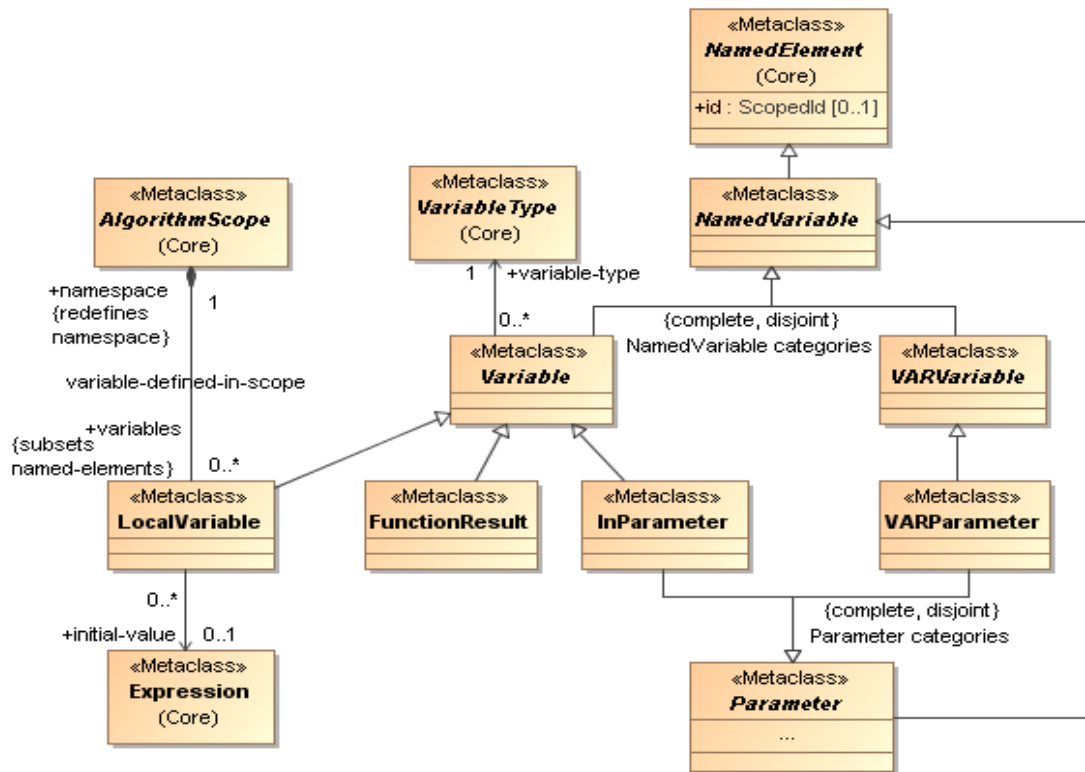 «Metaclass»
NamedElement
(Core)
+id : ScopedId [0..1]
«Metaclass»
AlgorithmScope
(Core)
«Metaclass»
VariableType
(Core)
«Metaclass»
NamedVariable
+namespace
{redefines
namespace}
1
1
+variable-type
0..*
{complete, disjoint}
NamedVariable categories
«Metaclass»
Variable
«Metaclass»
VARVariable
variable-defined-in-scope
+variables
{subsets
named-elements}
0..*
«Metaclass»
LocalVariable
«Metaclass»
FunctionResult
«Metaclass»
InParameter
«Metaclass»
VARParameter
0..*
+initial-value
0..1
{complete, disjoint}
Parameter categories
«Metaclass»
Expression
(Core)
«Metaclass»
Parameter
...